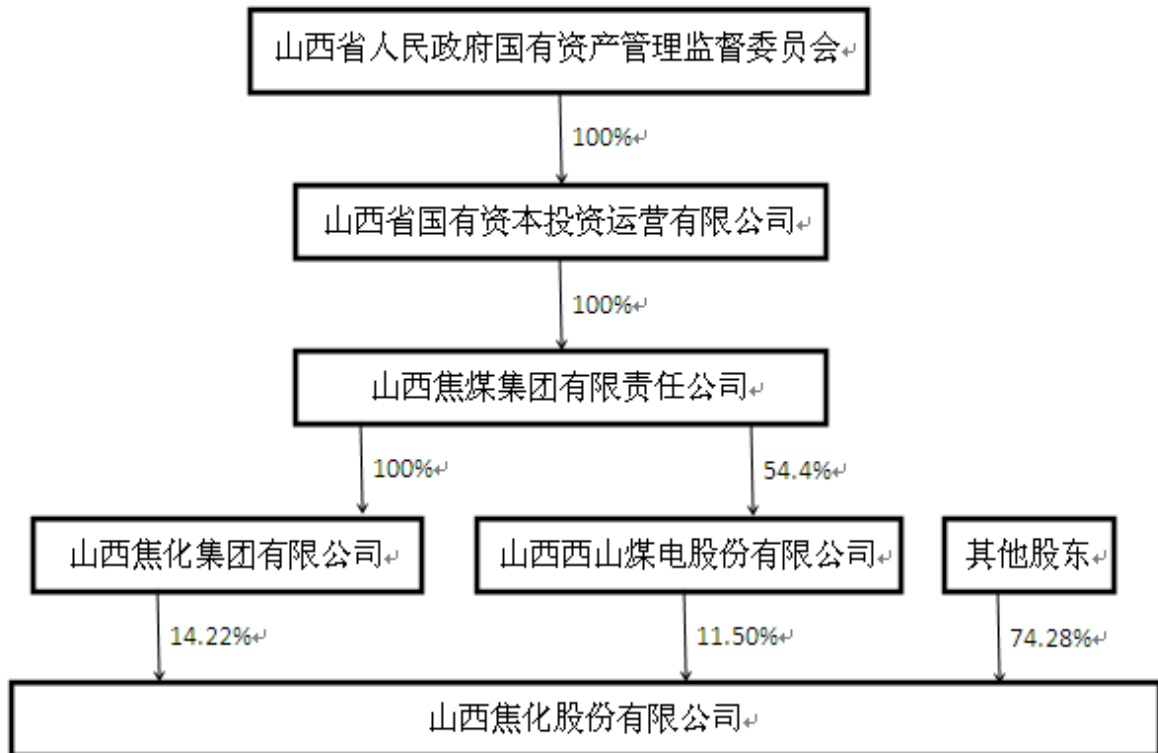 山西省人民政府国有资产管理监督委员会↵
100%↵
山西省国有资本投资运营有限公司↵
100%↵
山西焦煤集团有限责任公司↵
100%↵
54.4%↵
山西焦化集团有限公司↵
山西西山煤电股份有限公司↵
其他股东↵
14.22%↵
11.50%↵
74.28%↵
山西焦化股份有限公司↵